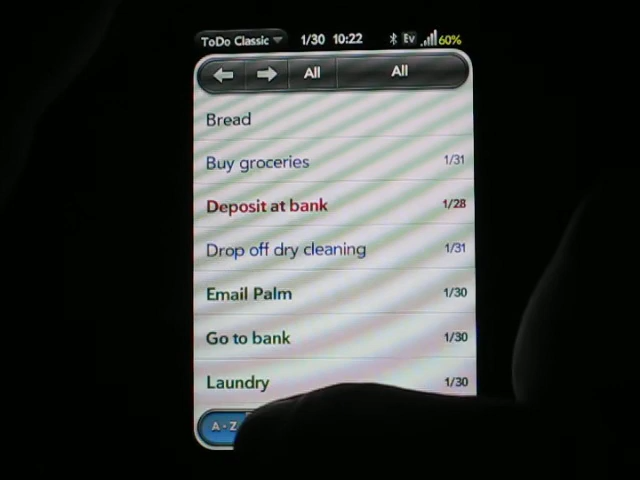 ToDo Classic 1/30 10:22 Ev 60%
All All
Bread
Buy groceries 1/31
Deposit at bank 1/28
Drop off dry cleaning 1/31
Email Palm 1/30
Go to bank 1/30
Laundry 1/30
A-Z